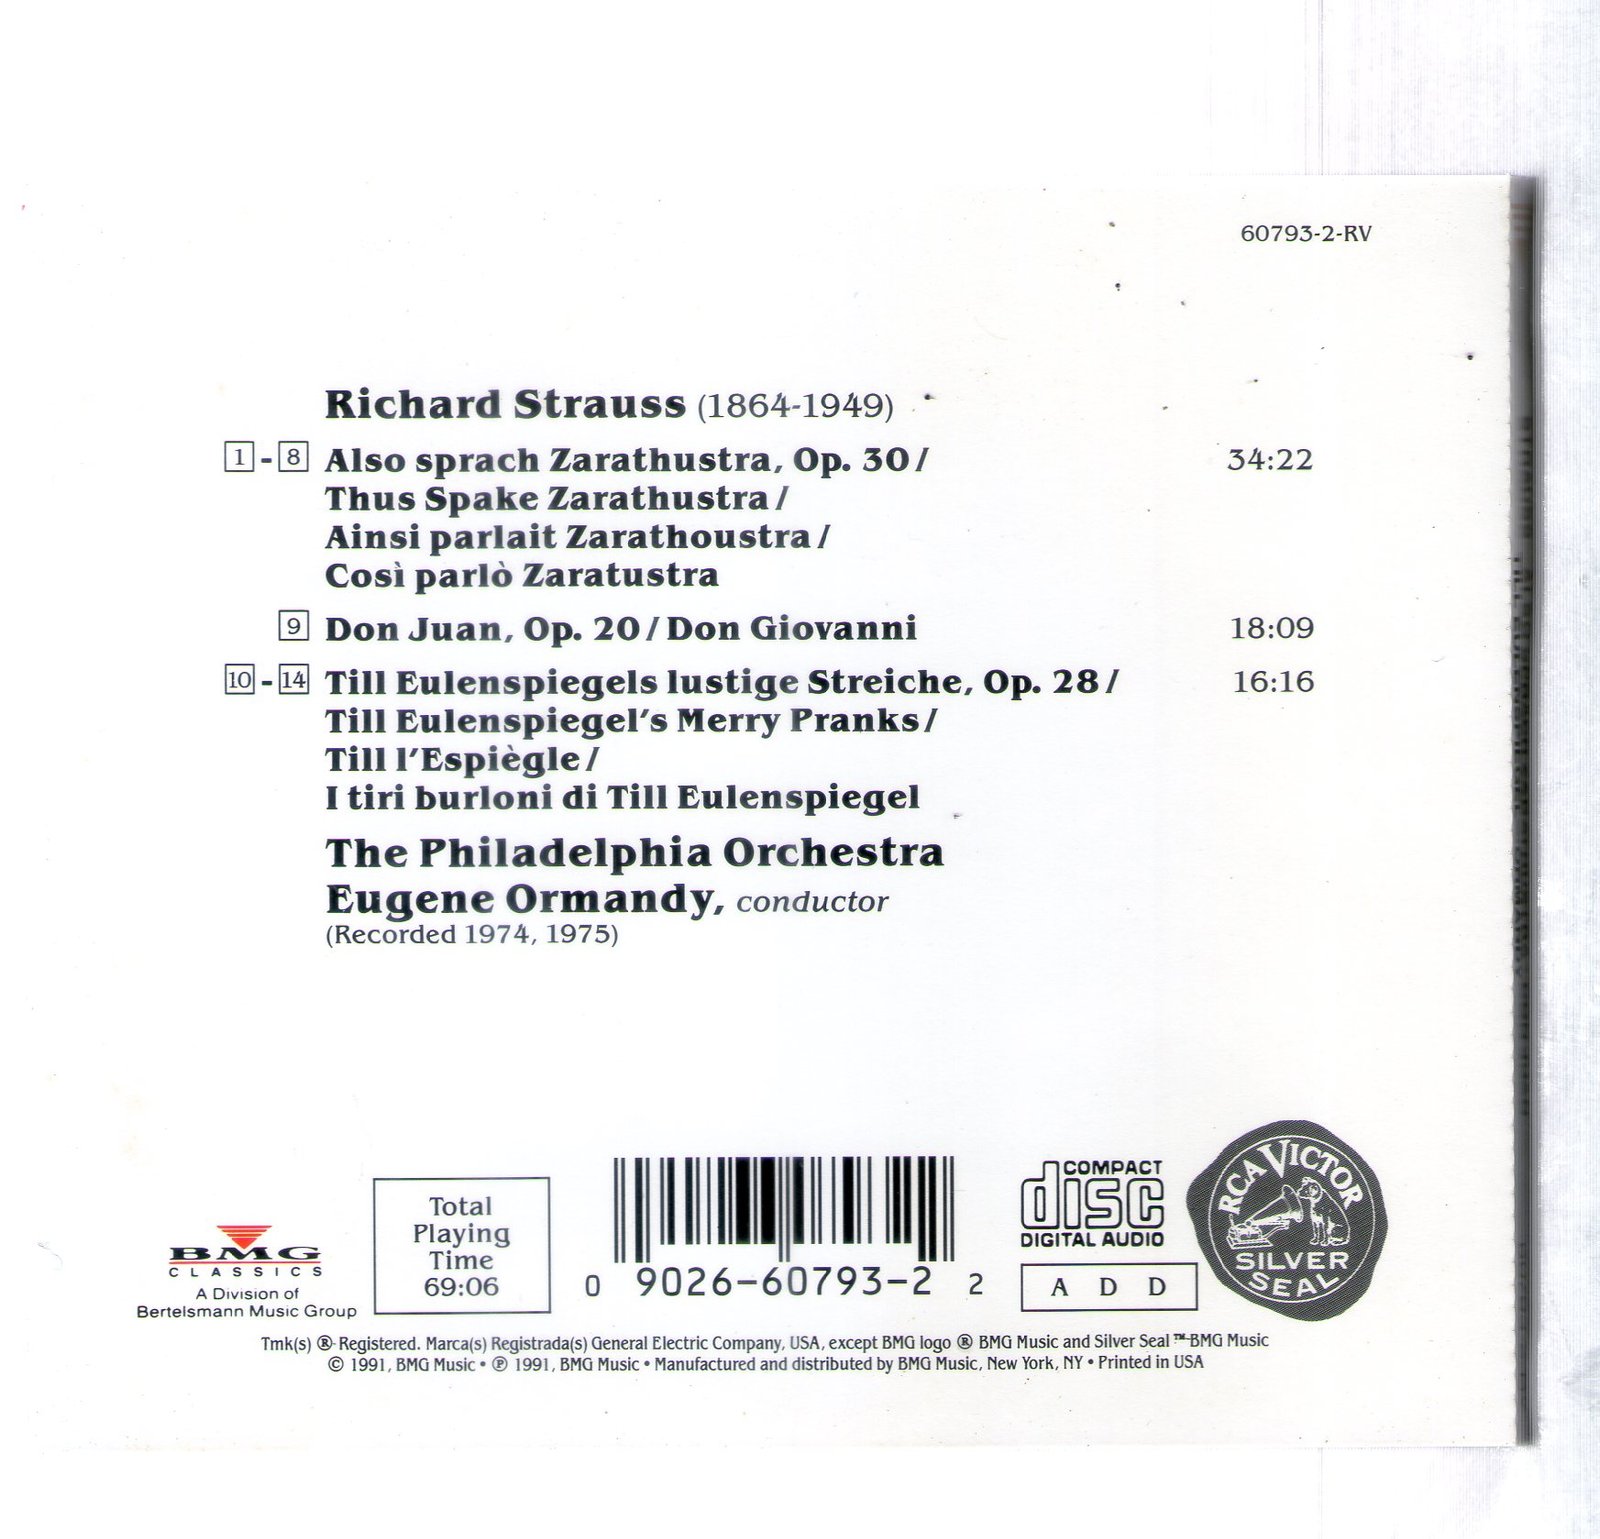 60793-2-RV
Richard Strauss (1864-1949)
1 - 8 Also sprach Zarathustra, Op. 30 / 34:22
Thus Spake Zarathustra /
Ainsi parlait Zarathoustra /
Così parlò Zaratustra
9 Don Juan, Op. 20 / Don Giovanni 18:09
10 - 14 Till Eulenspiegels lustige Streiche, Op. 28 / 16:16
Till Eulenspiegel's Merry Pranks /
Till l'Espiègle /
I tiri burloni di Till Eulenspiegel
The Philadelphia Orchestra
Eugene Ormandy, conductor
(Recorded 1974, 1975)
BMG
CLASSICS
A Division of
Bertelsmann Music Group
Total
Playing
Time
69:06
0 9026-60793-2 2
COMPACT
disc
DIGITAL AUDIO
A D D
RCA VICTOR
SILVER
SEAL
Tmk(s) ® Registered. Marca(s) Registrada(s) General Electric Company, USA, except BMG logo ® BMG Music and Silver Seal ™ BMG Music
© 1991, BMG Music • ℗ 1991, BMG Music • Manufactured and distributed by BMG Music, New York, NY • Printed in USA